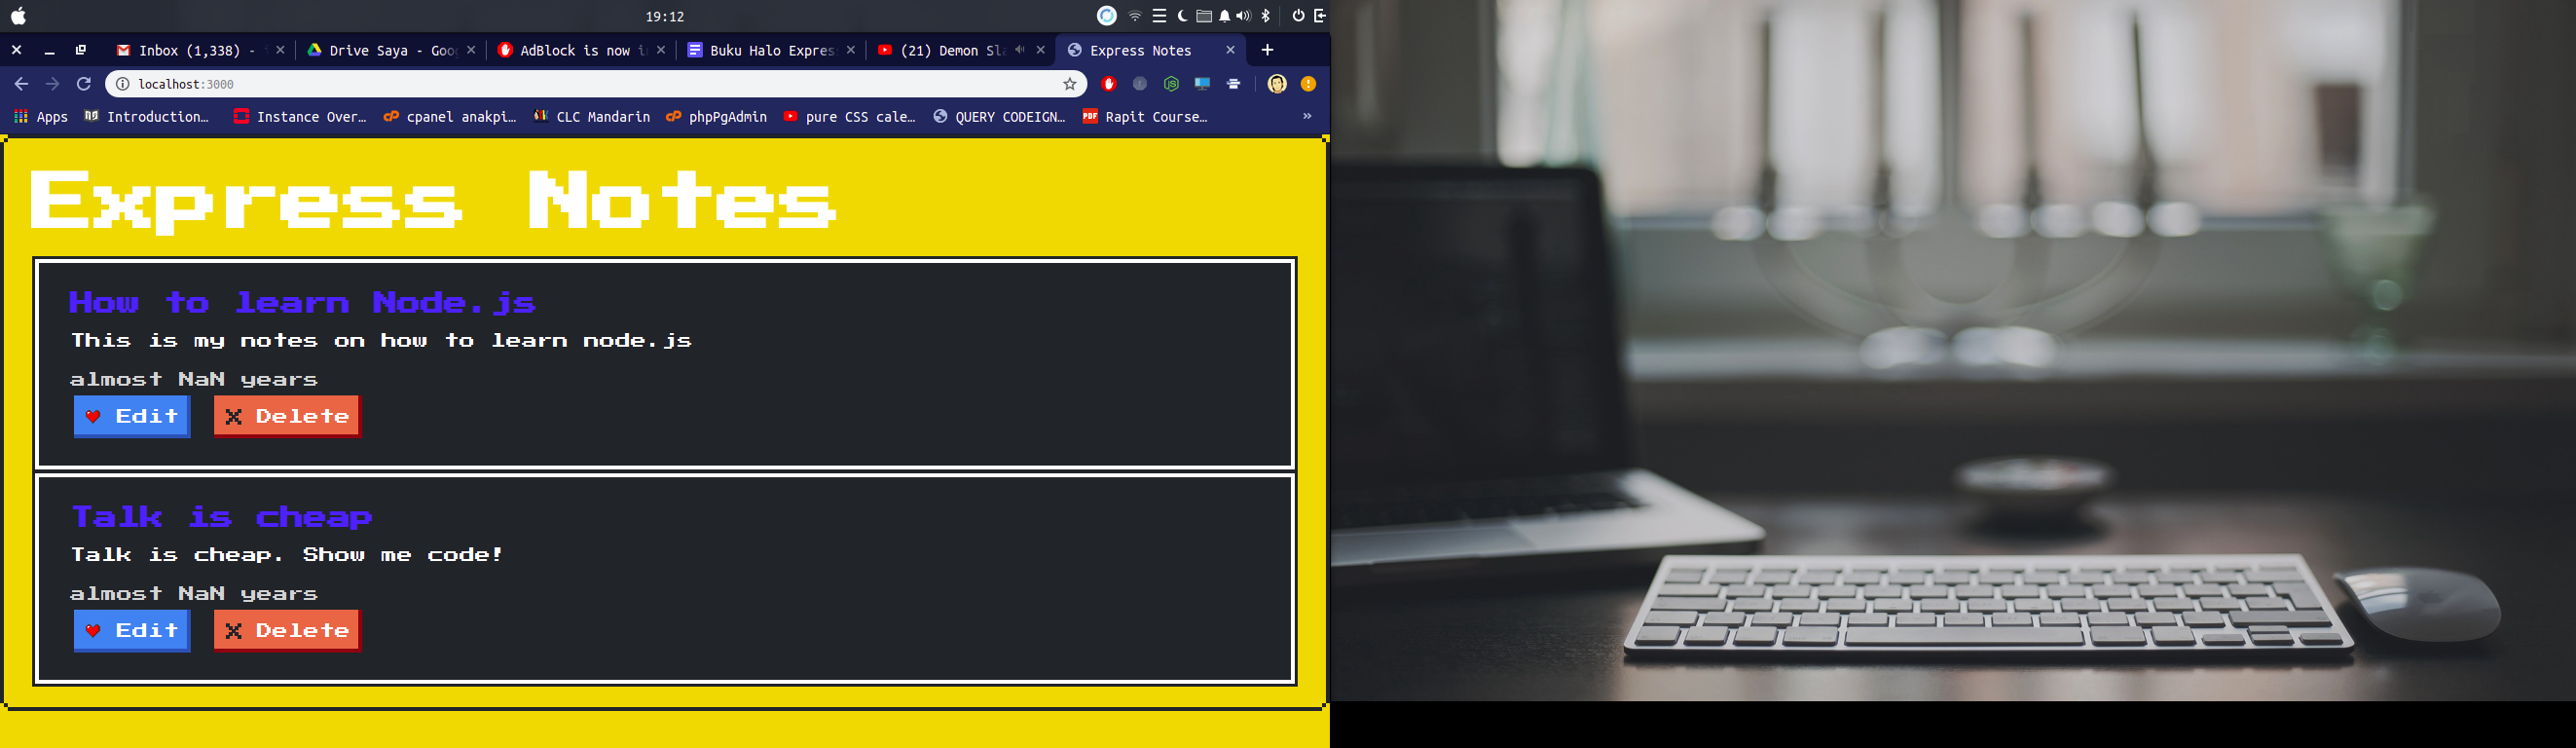 19:12
Inbox (1,338) -
Drive Saya - Goo
AdBlock is now i
Buku Halo Expres
(21) Demon Sla
Express Notes
localhost:3000
Apps
Introduction…
Instance Over…
cpanel anakpi…
CLC Mandarin
phpPgAdmin
pure CSS cale…
QUERY CODEIGN…
PDF
Rapit Course…
»
Express Notes
How to learn Node.js
This is my notes on how to learn node.js
almost NaN years
Edit
Delete
Talk is cheap
Talk is cheap. Show me code!
almost NaN years
Edit
Delete